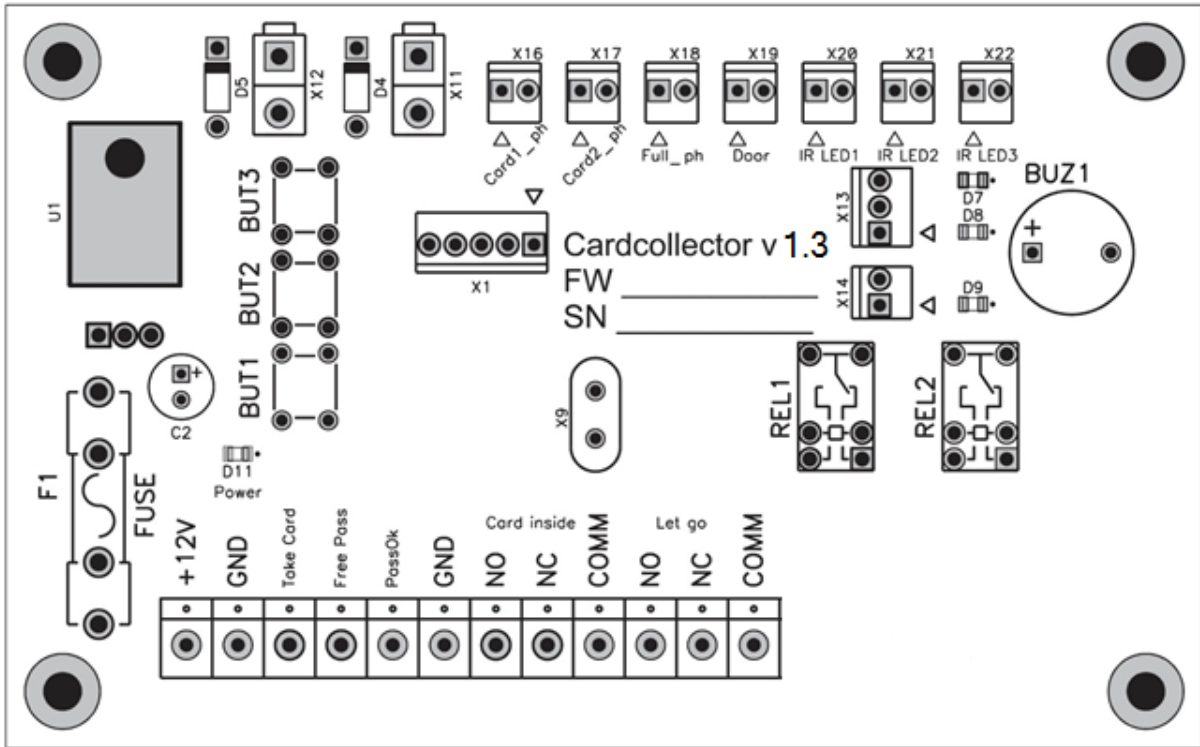 D5
X12
D4
X11
X16
X17
X18
X19
X20
X21
X22
Card1_ph
Card2_ph
Full_ph
Door
IR LED1
IR LED2
IR LED3
U1
BUT3
BUT2
BUT1
X1
Cardcollector v 1.3
FW
SN
X13
X14
D7
D8
D9
BUZ1
+
+
C2
X9
REL1
REL2
F1
FUSE
D11
Power
Card inside
Let go
+12V
GND
Take Card
Free Pass
PassOk
GND
NO
NC
COMM
NO
NC
COMM